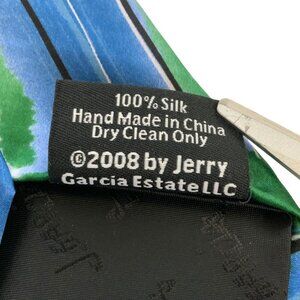 100% Silk
Hand Made in China
Dry Clean Only
©2008 by Jerry
Garcia Estate LLC